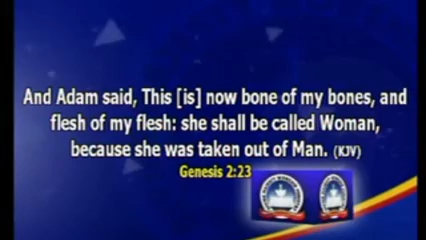 And Adam said, This [is] now bone of my bones, and
flesh of my flesh: she shall be called Woman,
because she was taken out of Man. (KJV)
Genesis 2:23